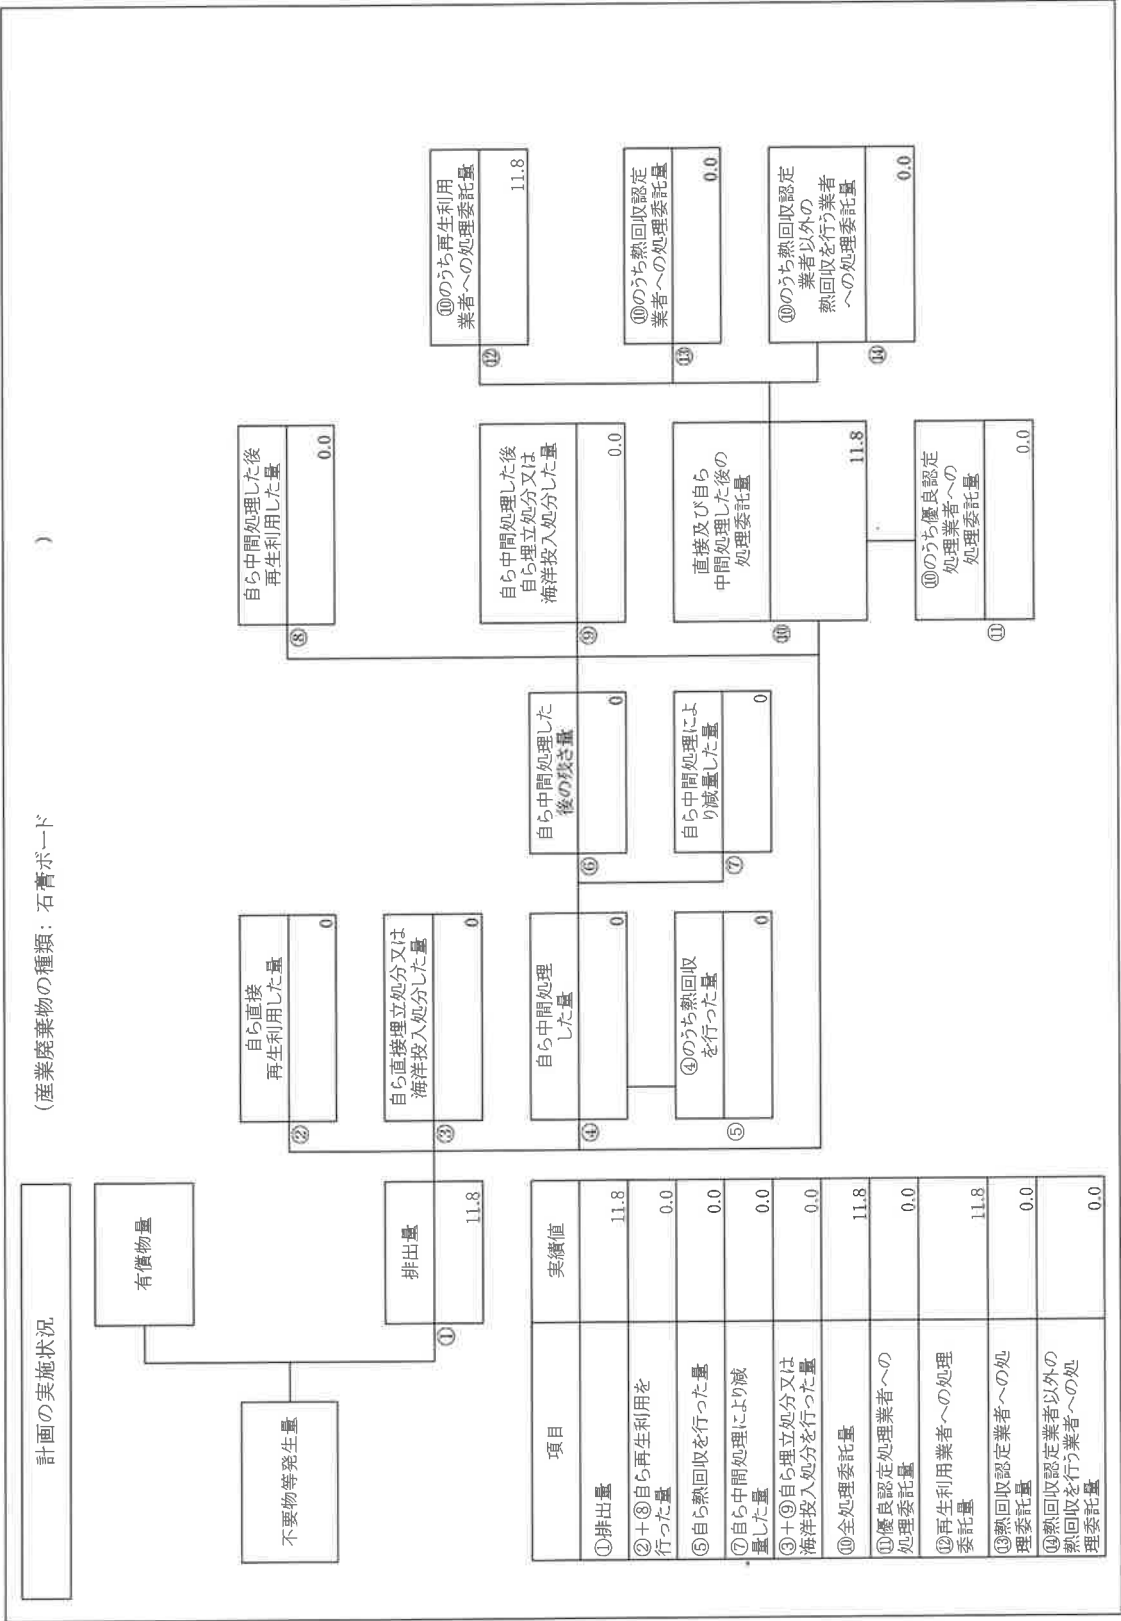 計画の実施状況
(産業廃棄物の種類: 石膏ボード
)
不要物等発生量
有償物量
①
排出量
11.8
②
自ら直接
再生利用した量
0
③
自ら直接埋立処分又は
海洋投入処分した量
0
④
自ら中間処理
した量
0
⑤
④のうち熱回収
を行った量
0
⑥
自ら中間処理した
後の残さ量
0
⑦
自ら中間処理によ
り減量した量
0
⑧
自ら中間処理した後
再生利用した量
0.0
⑨
自ら中間処理した後
自ら埋立処分又は
海洋投入処分した量
0.0
⑩
直接及び自ら
中間処理した後の
処理委託量
11.8
⑪
⑩のうち優良認定
処理業者への
処理委託量
0.0
⑫
⑩のうち再生利用
業者への処理委託量
11.8
⑬
⑩のうち熱回収認定
業者への処理委託量
0.0
⑭
⑩のうち熱回収認定
業者以外の
熱回収を行う業者
への処理委託量
0.0
項目 実績値
①排出量 11.8
②+⑧自ら再生利用を
行った量 0.0
⑤自ら熱回収を行った量 0.0
⑦自ら中間処理により減
量した量 0.0
③+⑨自ら埋立処分又は
海洋投入処分を行った量 0.0
⑩全処理委託量 11.8
⑪優良認定処理業者への
処理委託量 0.0
⑫再生利用業者への処理
委託量 11.8
⑬熱回収認定業者への処
理委託量 0.0
⑭熱回収認定業者以外の
熱回収を行う業者への処
理委託量 0.0